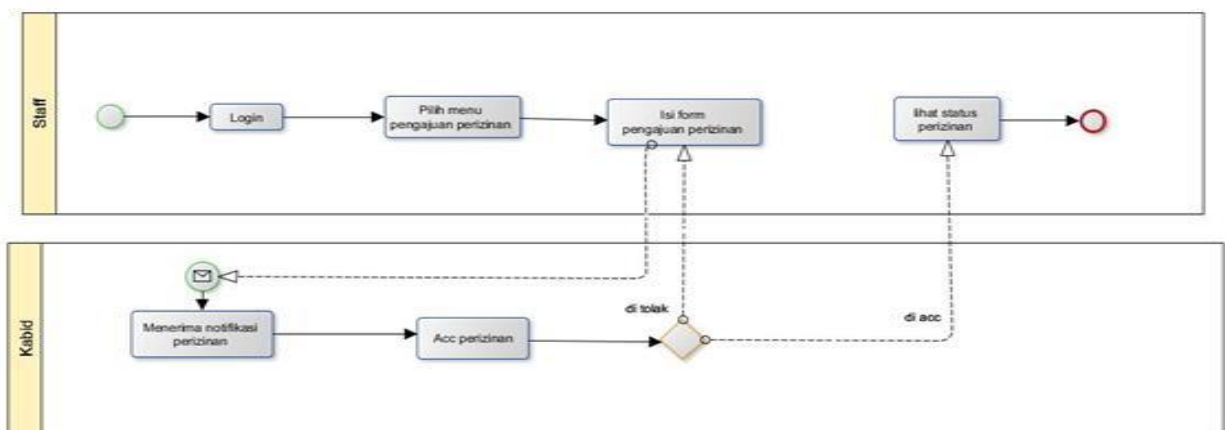 Staff
Login
Pilih menu
pengajuan perizinan
Isi form
pengajuan perizinan
lihat status
perizinan
Kabid
Menerima notifikasi
perizinan
Acc perizinan
di tolak
di acc